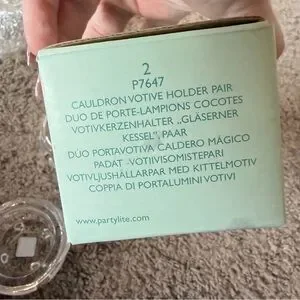 2
P7647
CAULDRON VOTIVE HOLDER PAIR
DUO DE PORTE-LAMPIONS COCOTES
VOTIVKERZENHALTER „GLÄSERNER
KESSEL", PAAR
DÚO PORTAVOTIVA CALDERO MÁGICO
PADAT -VOTIIVISOMISTEPARI
VOTIVLJUSHÅLLARPAR MED KITTELMOTIV
COPPIA DI PORTALUMINI VOTIVI
www.partylite.com